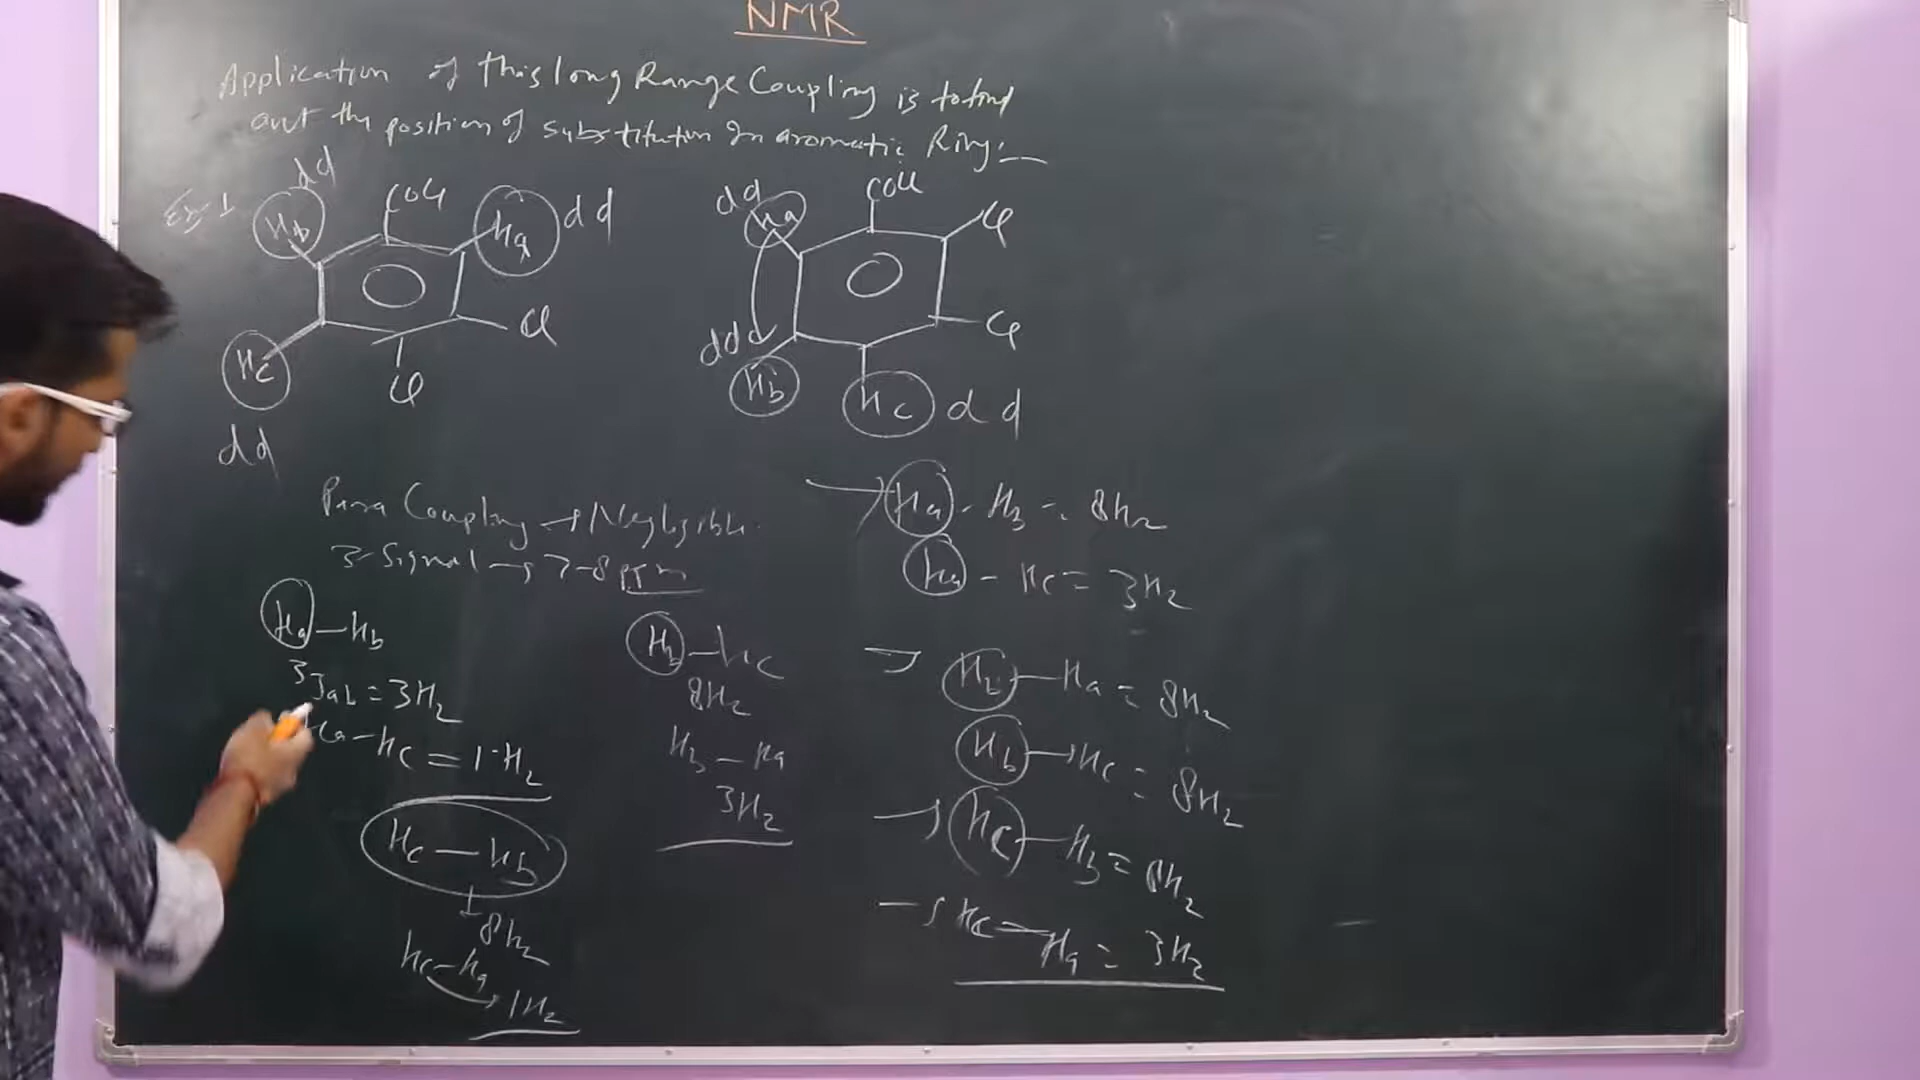 NMR
Application of this long Range Coupling is to find
out the position of substitution In aromatic Ring:—
Ex-1
dd
Hb
COCl
Ha
dd
Cl
Cl
Hc
dd
dd
Ha
COCl
Cl
Cl
ddd
Hb
Hc
dd
Para Coupling → Negligible.
3-Signal → 7-8 ppm
Ha—Hb
3Jab = 3Hz
Ha-Hc = 1-Hz
Hc—Hb
8Hz
Hc-Ha
1Hz
Hb—Hc
8Hz
Hb—Ha
3Hz
Ha-Hb = 8Hz
Ha-Hc = 3Hz
Hb—Ha = 8Hz
Hb—Hc = 8Hz
Hc—Hb = 8Hz
Hc—Ha = 3Hz